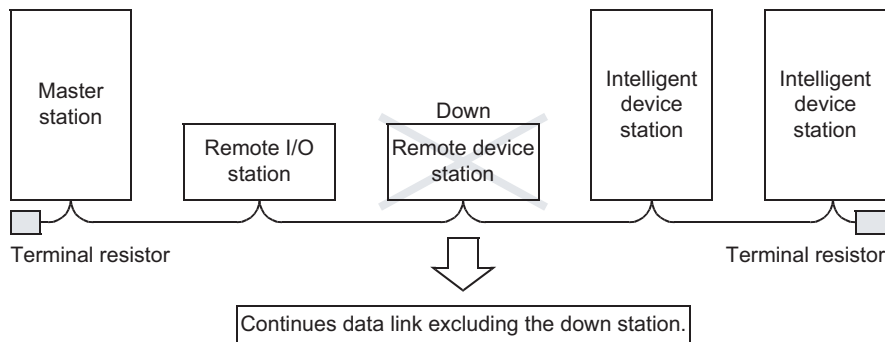 Master
station
Remote I/O
station
Down
Remote device
station
Intelligent
device
station
Intelligent
device
station
Terminal resistor
Terminal resistor
Continues data link excluding the down station.